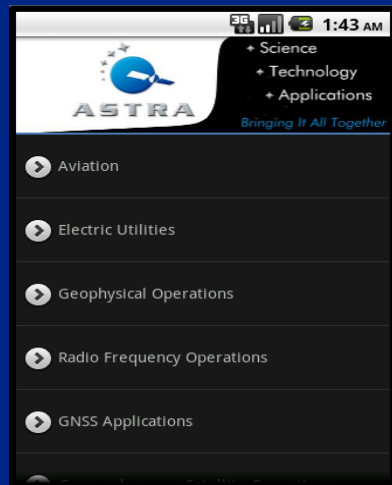 3G 1:43 AM
+ Science
+ Technology
+ Applications
ASTRA
Bringing It All Together
Aviation
Electric Utilities
Geophysical Operations
Radio Frequency Operations
GNSS Applications